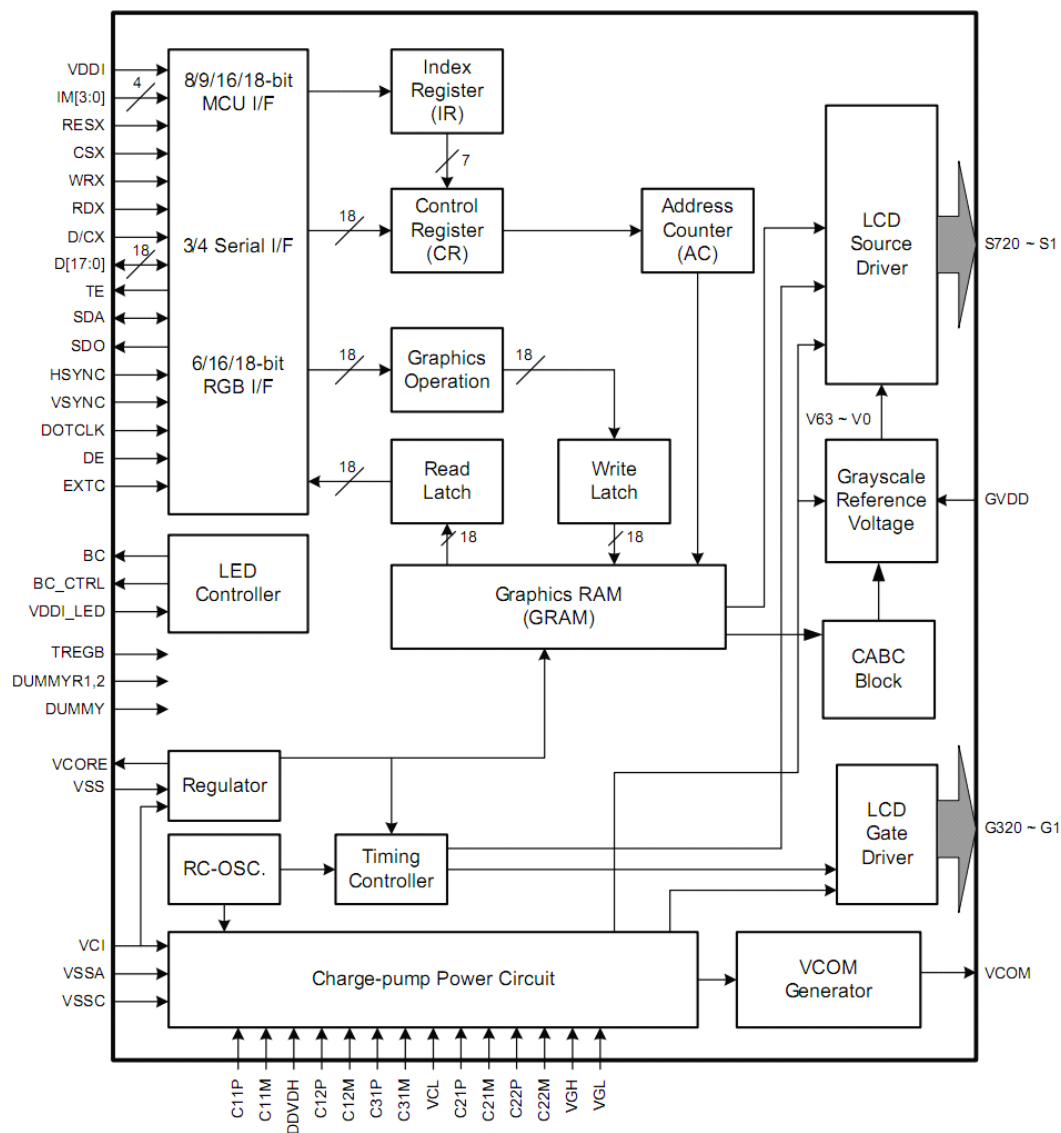 VDDI
IM[3:0]
4
RESX
CSX
WRX
RDX
D/CX
D[17:0]
18
TE
SDA
SDO
HSYNC
VSYNC
DOTCLK
DE
EXTC
BC
BC_CTRL
VDDI_LED
TREGB
DUMMYR1,2
DUMMY
VCORE
VSS
VCI
VSSA
VSSC
8/9/16/18-bit
MCU I/F
3/4 Serial I/F
6/16/18-bit
RGB I/F
Index
Register
(IR)
7
18
Control
Register
(CR)
Address
Counter
(AC)
18
Graphics
Operation
18
18
Read
Latch
Write
Latch
18
18
Graphics RAM
(GRAM)
LED
Controller
Regulator
RC-OSC.
Timing
Controller
Charge-pump Power Circuit
VCOM
Generator
LCD
Source
Driver
V63 ~ V0
Grayscale
Reference
Voltage
CABC
Block
LCD
Gate
Driver
S720 ~ S1
GVDD
G320 ~ G1
VCOM
C11P
C11M
DDVDH
C12P
C12M
C31P
C31M
VCL
C21P
C21M
C22P
C22M
VGH
VGL